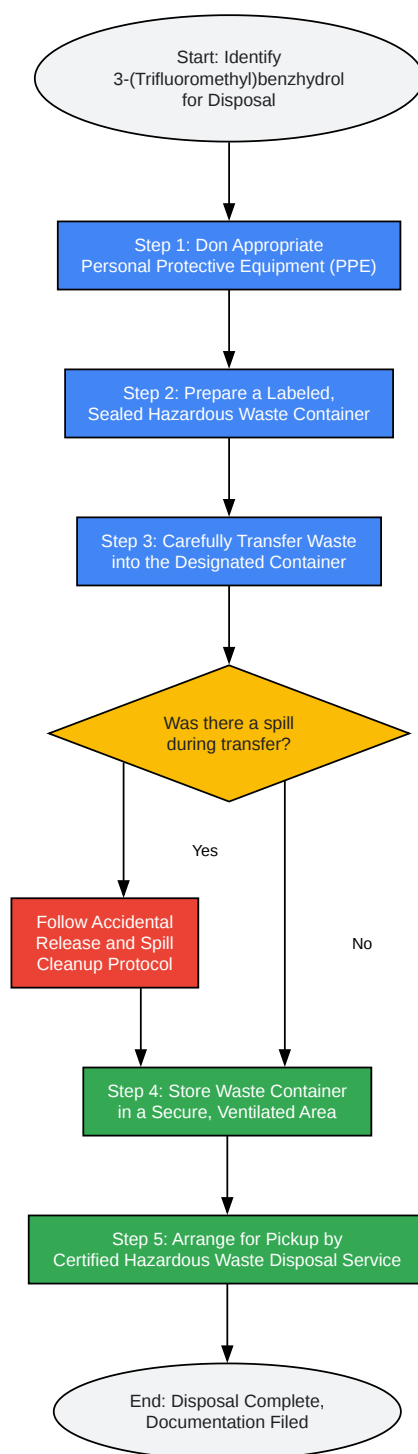 Start: Identify
3-(Trifluoromethyl)benzhydrol
for Disposal
Step 1: Don Appropriate
Personal Protective Equipment (PPE)
Step 2: Prepare a Labeled,
Sealed Hazardous Waste Container
Step 3: Carefully Transfer Waste
into the Designated Container
Was there a spill
during transfer?
Yes
Follow Accidental
Release and Spill
Cleanup Protocol
No
Step 4: Store Waste Container
in a Secure, Ventilated Area
Step 5: Arrange for Pickup by
Certified Hazardous Waste Disposal Service
End: Disposal Complete,
Documentation Filed